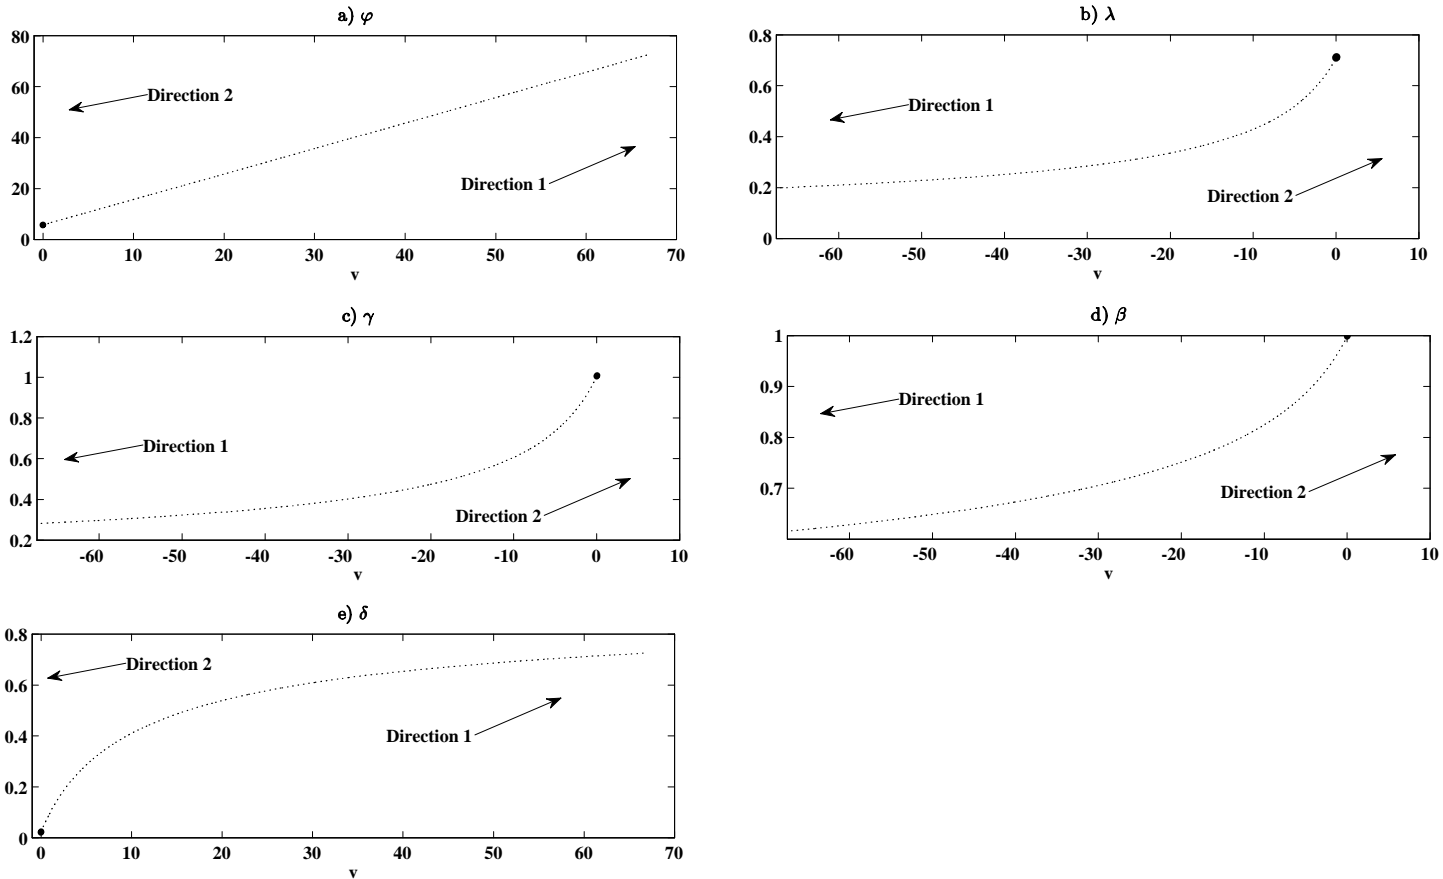 a) φ
80
60
40
20
0
Direction 2
Direction 1
0 10 20 30 40 50 60 70
v
b) λ
0.8
0.6
0.4
0.2
0
Direction 1
Direction 2
-60 -50 -40 -30 -20 -10 0 10
v
c) γ
1.2
1
0.8
0.6
0.4
0.2
Direction 1
Direction 2
-60 -50 -40 -30 -20 -10 0 10
v
d) β
1
0.9
0.8
0.7
Direction 1
Direction 2
-60 -50 -40 -30 -20 -10 0 10
v
e) δ
0.8
0.6
0.4
0.2
0
Direction 2
Direction 1
0 10 20 30 40 50 60 70
v